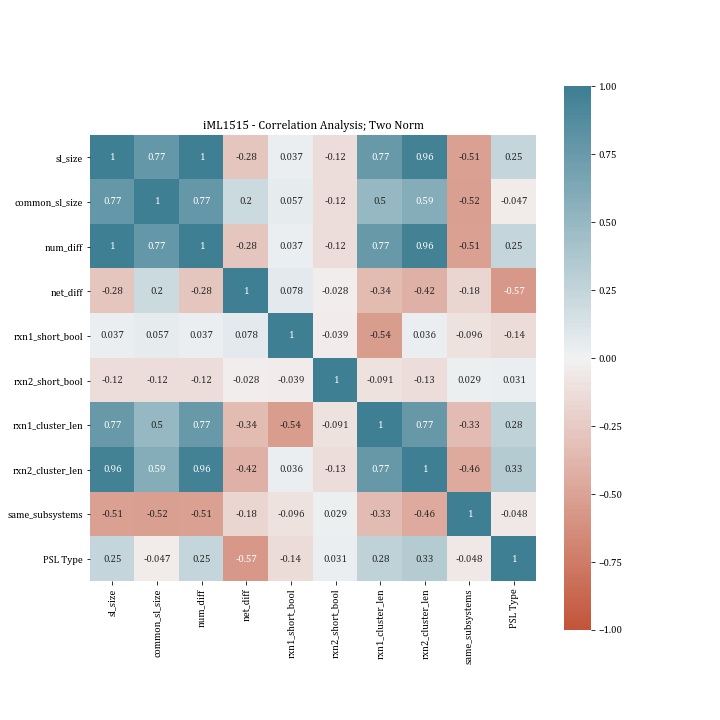 iML1515 - Correlation Analysis; Two Norm
sl_size 1 0.77 1 -0.28 0.037 -0.12 0.77 0.96 -0.51 0.25
common_sl_size 0.77 1 0.77 0.2 0.057 -0.12 0.5 0.59 -0.52 -0.047
num_diff 1 0.77 1 -0.28 0.037 -0.12 0.77 0.96 -0.51 0.25
net_diff -0.28 0.2 -0.28 1 0.078 -0.028 -0.34 -0.42 -0.18 -0.57
rxn1_short_bool 0.037 0.057 0.037 0.078 1 -0.039 -0.54 0.036 -0.096 -0.14
rxn2_short_bool -0.12 -0.12 -0.12 -0.028 -0.039 1 -0.091 -0.13 0.029 0.031
rxn1_cluster_len 0.77 0.5 0.77 -0.34 -0.54 -0.091 1 0.77 -0.33 0.28
rxn2_cluster_len 0.96 0.59 0.96 -0.42 0.036 -0.13 0.77 1 -0.46 0.33
same_subsystems -0.51 -0.52 -0.51 -0.18 -0.096 0.029 -0.33 -0.46 1 -0.048
PSL Type 0.25 -0.047 0.25 -0.57 -0.14 0.031 0.28 0.33 -0.048 1
sl_size
common_sl_size
num_diff
net_diff
rxn1_short_bool
rxn2_short_bool
rxn1_cluster_len
rxn2_cluster_len
same_subsystems
PSL Type
1.00
0.75
0.50
0.25
0.00
−0.25
−0.50
−0.75
−1.00